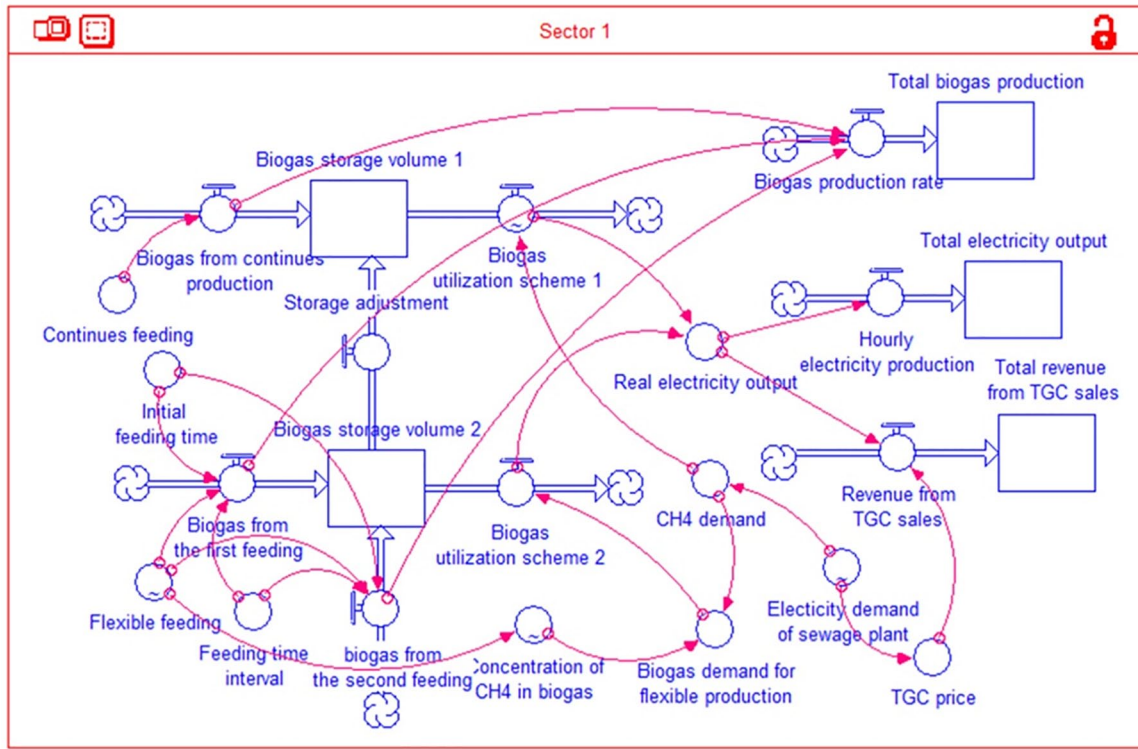 Sector 1
Total biogas production
Biogas storage volume 1
Biogas production rate
Biogas from continues
production
Biogas
utilization scheme 1
Total electricity output
Storage adjustment
Continues feeding
Hourly
electricity production
Real electricity output
Total revenue
from TGC sales
Initial
feeding time
Biogas storage volume 2
Biogas from
the first feeding
Biogas
utilization scheme 2
CH4 demand
Revenue from
TGC sales
Flexible feeding
Feeding time
interval
biogas from
the second feeding
Concentration of
CH4 in biogas
Biogas demand for
flexible production
Electicity demand
of sewage plant
TGC price